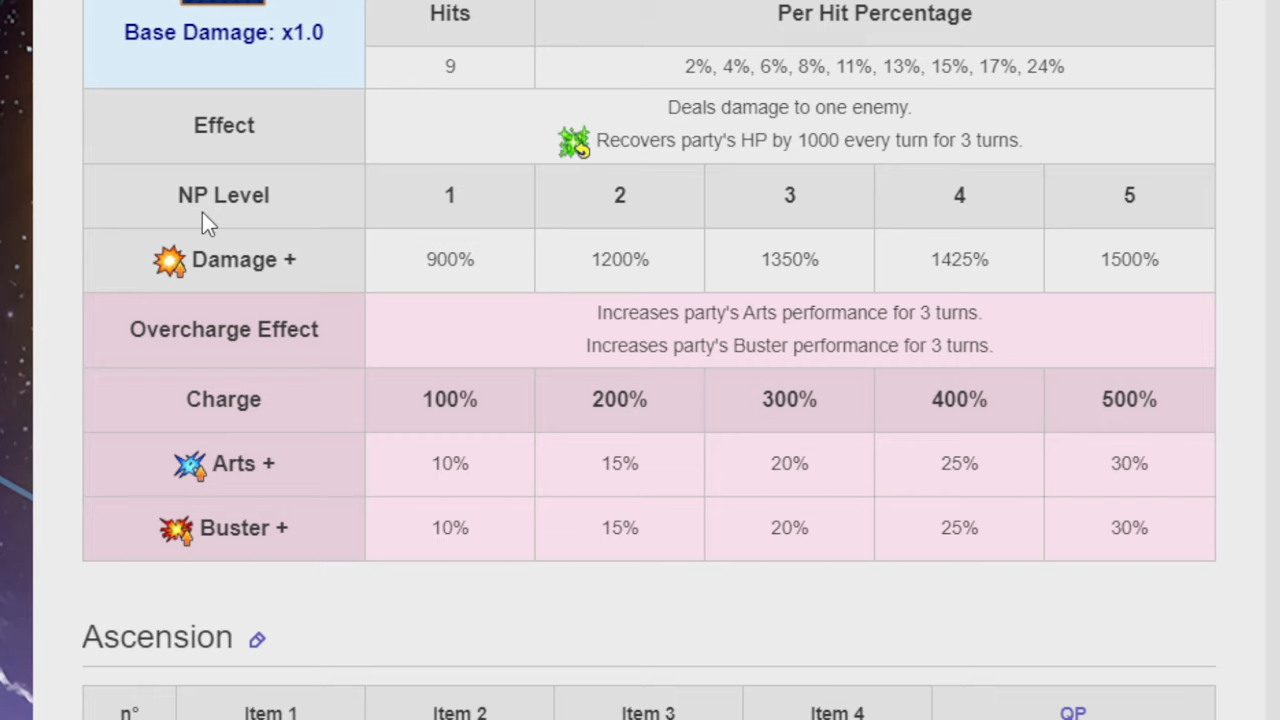 Base Damage: x1.0
Hits
Per Hit Percentage
9
2%, 4%, 6%, 8%, 11%, 13%, 15%, 17%, 24%
Effect
Deals damage to one enemy.
Recovers party's HP by 1000 every turn for 3 turns.
NP Level 1 2 3 4 5
Damage + 900% 1200% 1350% 1425% 1500%
Overcharge Effect
Increases party's Arts performance for 3 turns.
Increases party's Buster performance for 3 turns.
Charge 100% 200% 300% 400% 500%
Arts + 10% 15% 20% 25% 30%
Buster + 10% 15% 20% 25% 30%
Ascension
n° Item 1 Item 2 Item 3 Item 4 QP